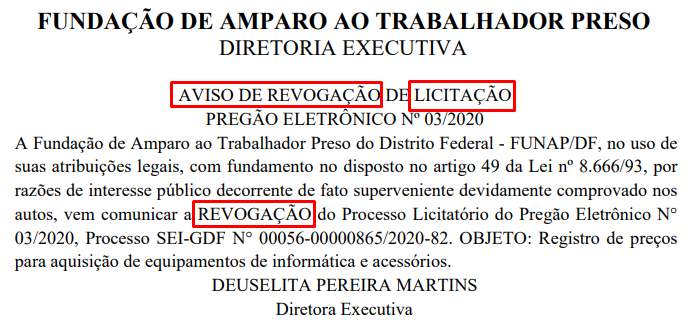 FUNDAÇÃO DE AMPARO AO TRABALHADOR PRESO
DIRETORIA EXECUTIVA
AVISO DE REVOGAÇÃO DE LICITAÇÃO
PREGÃO ELETRÔNICO Nº 03/2020
A Fundação de Amparo ao Trabalhador Preso do Distrito Federal - FUNAP/DF, no uso de
suas atribuições legais, com fundamento no disposto no artigo 49 da Lei nº 8.666/93, por
razões de interesse público decorrente de fato superveniente devidamente comprovado nos
autos, vem comunicar a REVOGAÇÃO do Processo Licitatório do Pregão Eletrônico N°
03/2020, Processo SEI-GDF N° 00056-00000865/2020-82. OBJETO: Registro de preços
para aquisição de equipamentos de informática e acessórios.
DEUSELITA PEREIRA MARTINS
Diretora Executiva